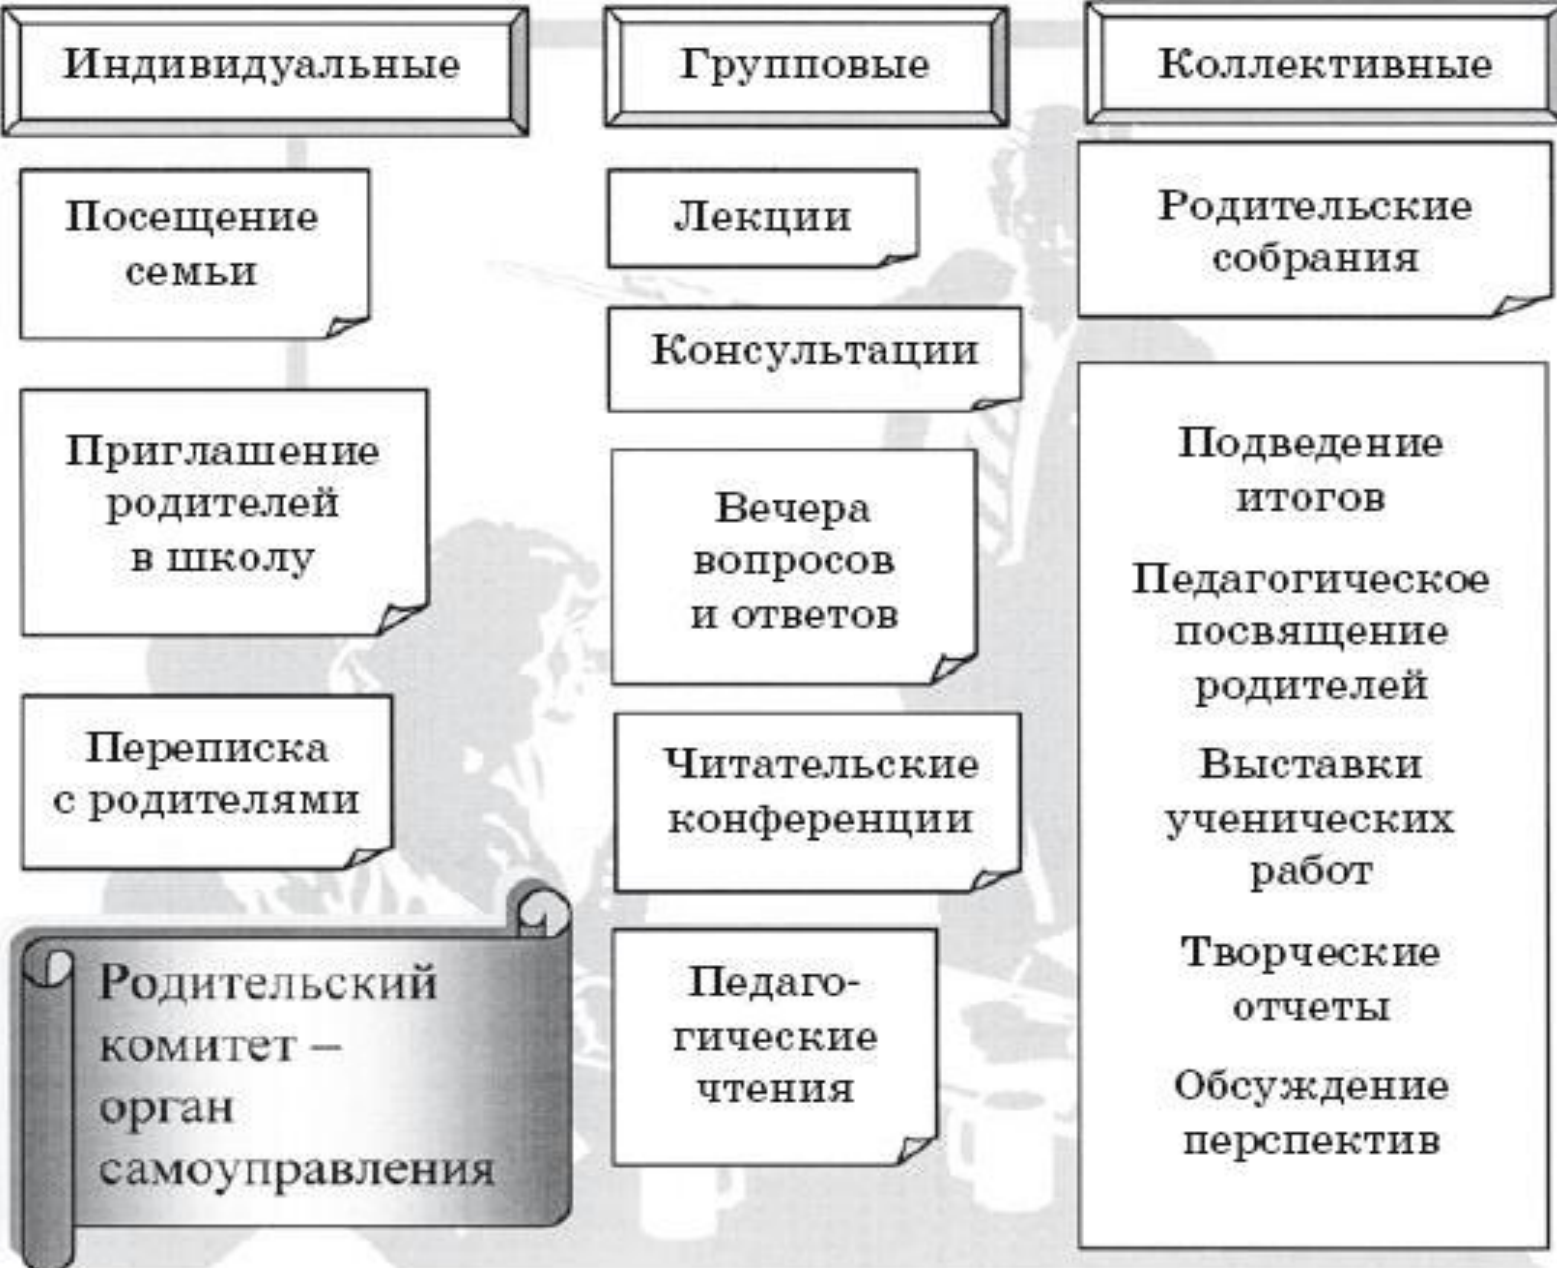 Индивидуальные
Посещение
семьи
Приглашение
родителей
в школу
Переписка
с родителями
Родительский
комитет –
орган
самоуправления
Групповые
Лекции
Консультации
Вечера
вопросов
и ответов
Читательские
конференции
Педаго-
гические
чтения
Коллективные
Родительские
собрания
Подведение
итогов
Педагогическое
посвящение
родителей
Выставки
ученических
работ
Творческие
отчеты
Обсуждение
перспектив